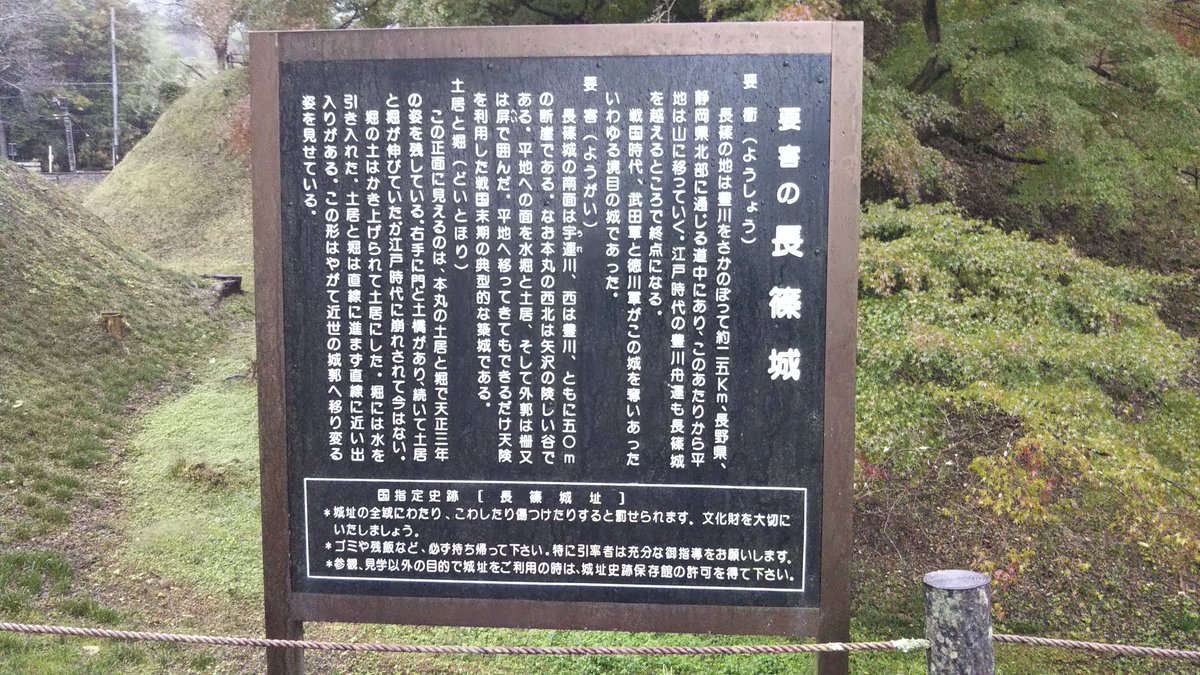 要害の長篠城
要　衝（ようしょう）
長篠の地は豊川をさかのぼって約二五Km、長野県、
静岡県北部に通じる道中にあり、このあたりから平
地は山に移っていく。江戸時代の豊川舟運も長篠城
を越えるところで終点になる。
戦国時代、武田軍と徳川軍がこの城を奪いあった
いわゆる境目の城であった。
要　害（ようがい）
長篠城の南面は宇連川、西は豊川、ともに五〇m
うれ
の断崖である。なお本丸の西北は矢沢の険しい谷で
ある。平地への面を水堀と土居、そして外郭は柵又
は屏で囲んだ。平地へ移ってきてもできるだけ天険
へい
を利用した戦国末期の典型的な築城である。
土居と堀（どいとほり）
この正面に見えるのは、本丸の土居と堀で天正三年
の姿を残している。右手に門と土橋があり、続いて土居
と堀が伸びていたが江戸時代に崩されて今はない。
堀の土はかき上げられて土居にした。堀には水を
引き入れた。土居と堀は直線に進まず直線に近い出
入りがある。この形はやがて近世の城郭へ移り変る
姿を見せている。
国指定史跡［長篠城址］
*城址の全域にわたり、こわしたり傷つけたりすると罰せられます。文化財を大切に
いたしましょう。
*ゴミや残飯など、必ず持ち帰って下さい。特に引率者は充分な御指導をお願いします。
*参観、見学以外の目的で城址をご利用の時は、城址史跡保存館の許可を得て下さい。